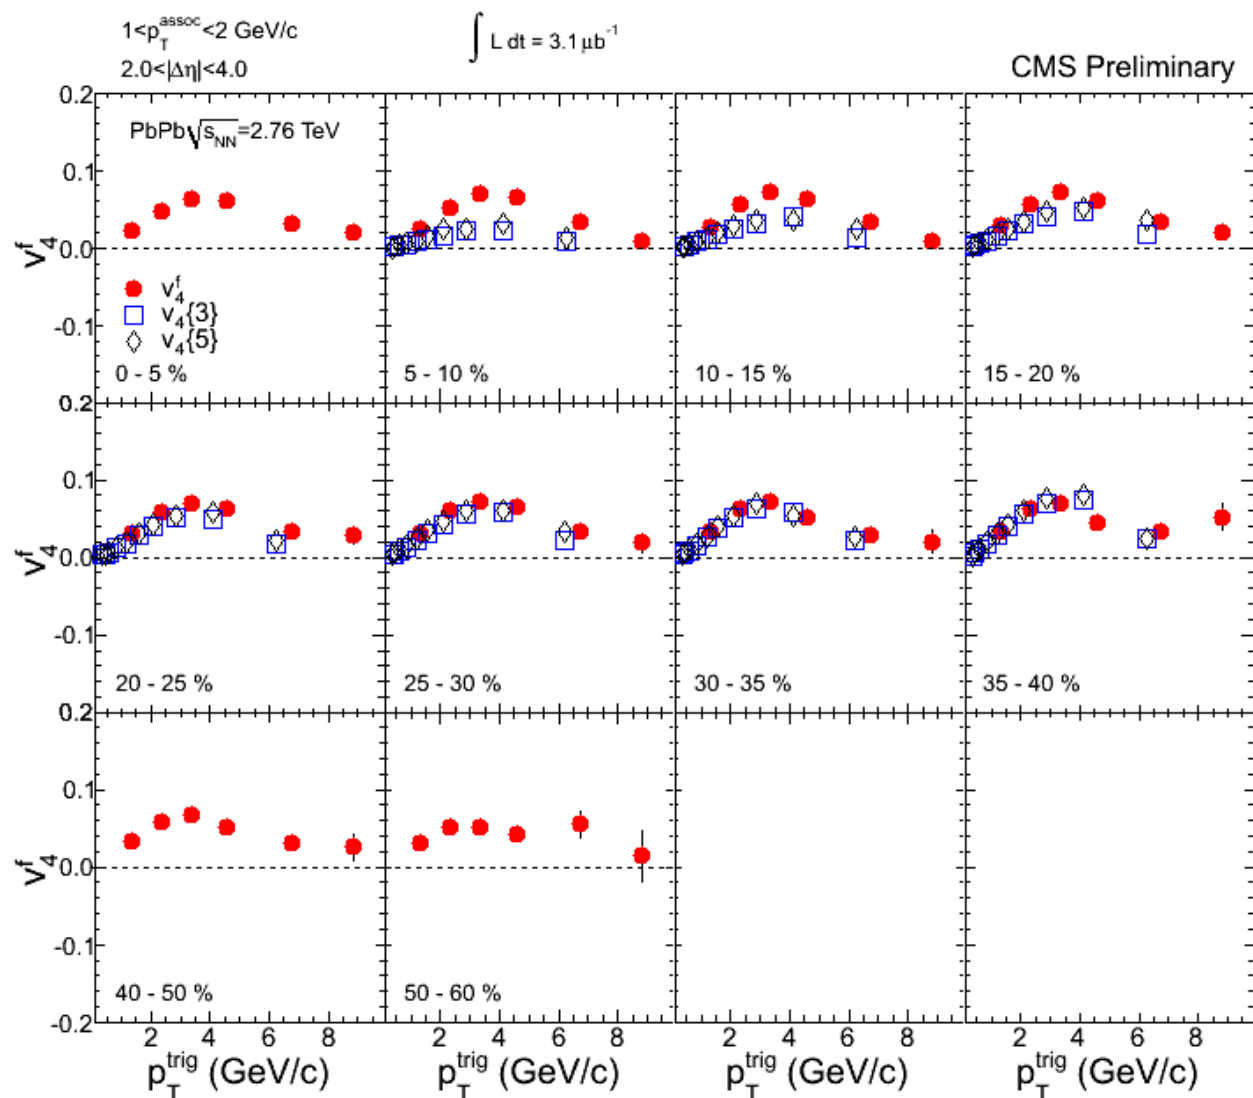 1<p_T^assoc<2 GeV/c
∫ L dt = 3.1 μb⁻¹
2.0<|Δη|<4.0
CMS Preliminary
0.2
PbPb√s_NN=2.76 TeV
0.1
v_4^f
0.0
v_4^f
v_4{3}
-0.1
v_4{5}
0 - 5 %
5 - 10 %
10 - 15 %
15 - 20 %
0.2
0.1
v_4^f
0.0
-0.1
20 - 25 %
25 - 30 %
30 - 35 %
35 - 40 %
0.2
0.1
v_4^f
0.0
-0.1
40 - 50 %
50 - 60 %
-0.2
2 4 6 8 2 4 6 8 2 4 6 8 2 4 6 8
p_T^trig (GeV/c) p_T^trig (GeV/c) p_T^trig (GeV/c) p_T^trig (GeV/c)